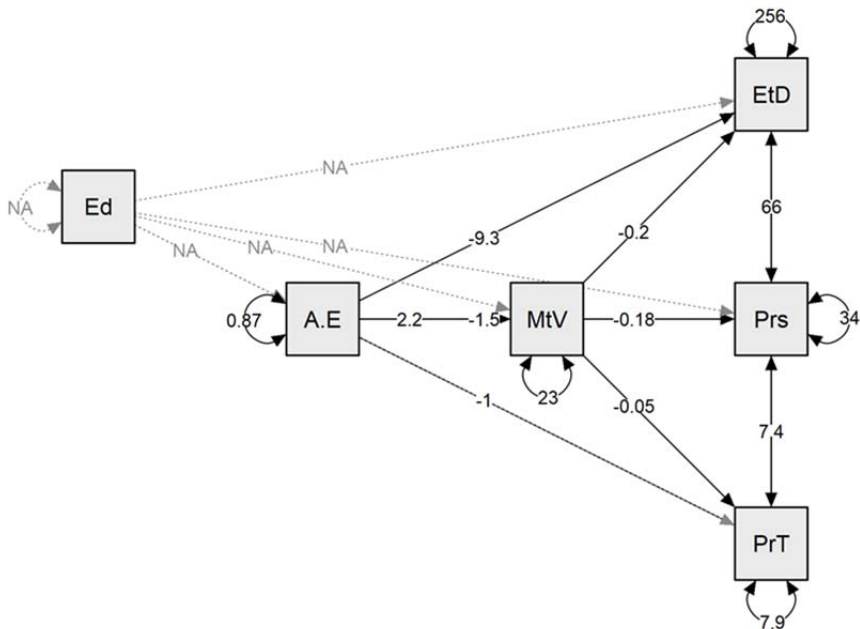 256
EtD
NA
NA
Ed
66
-9.3
-0.2
NA
NA
NA
0.87
A.E
2.2
-1.5
MtV
-0.18
Prs
34
23
-1
-0.05
7.4
PrT
7.9